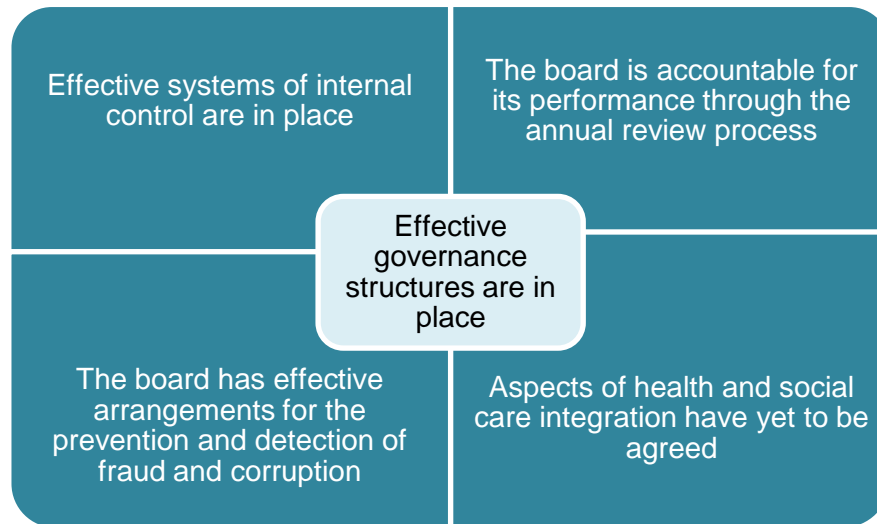 Effective systems of internal
control are in place
The board is accountable for
its performance through the
annual review process
Effective
governance
structures are in
place
The board has effective
arrangements for the
prevention and detection of
fraud and corruption
Aspects of health and social
care integration have yet to be
agreed